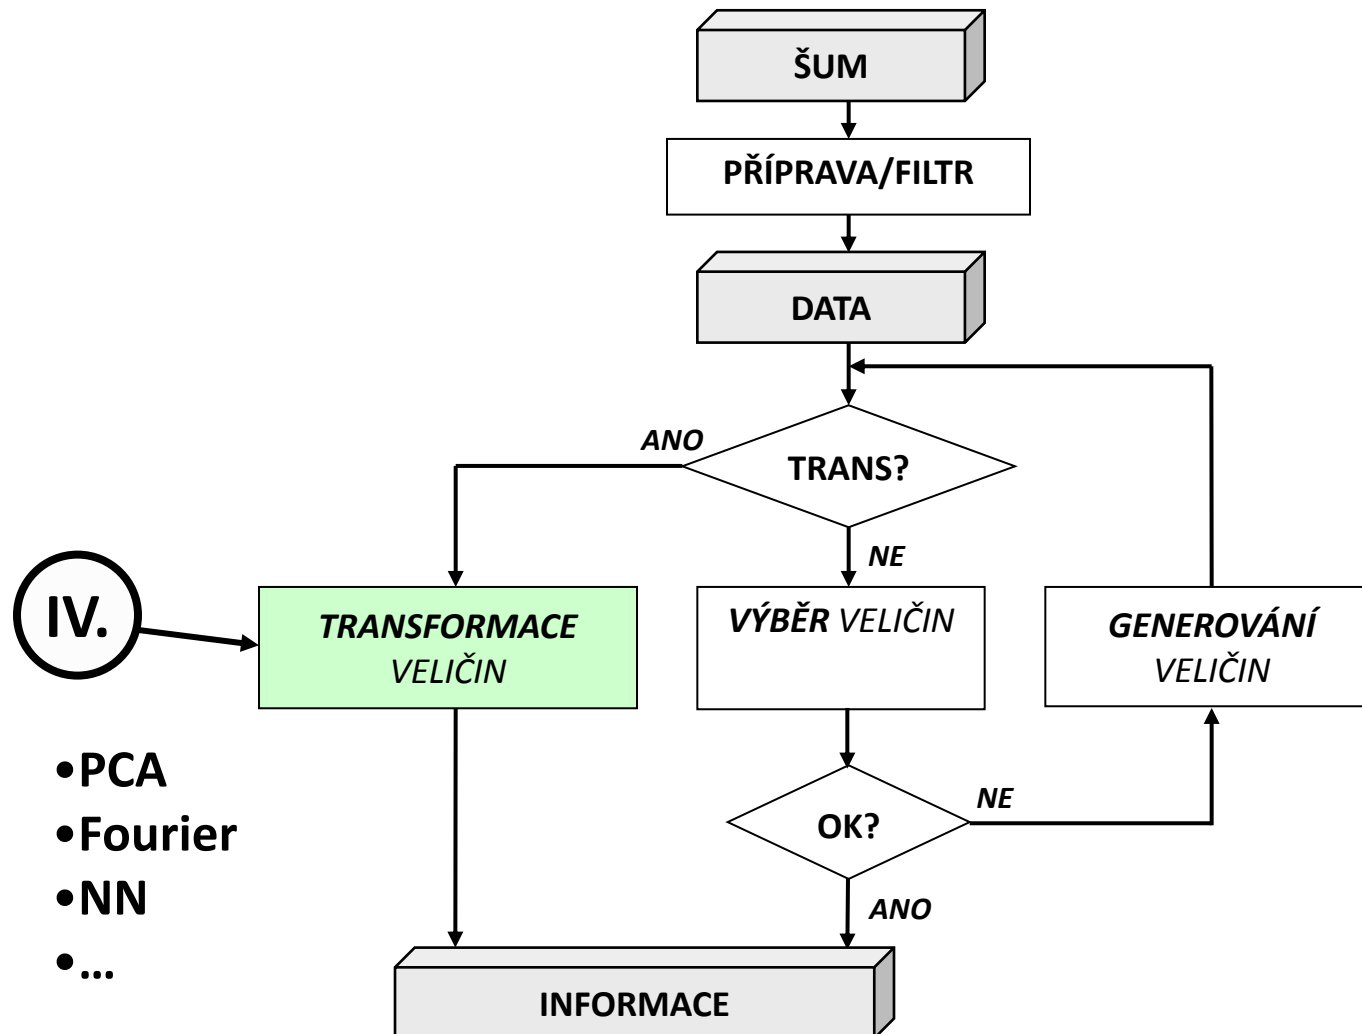 ŠUM
PŘÍPRAVA/FILTR
DATA
ANO
TRANS?
NE
IV.
TRANSFORMACE
VELIČIN
VÝBĚR VELIČIN
GENEROVÁNÍ
VELIČIN
•PCA
•Fourier
•NN
•...
OK?
NE
ANO
INFORMACE